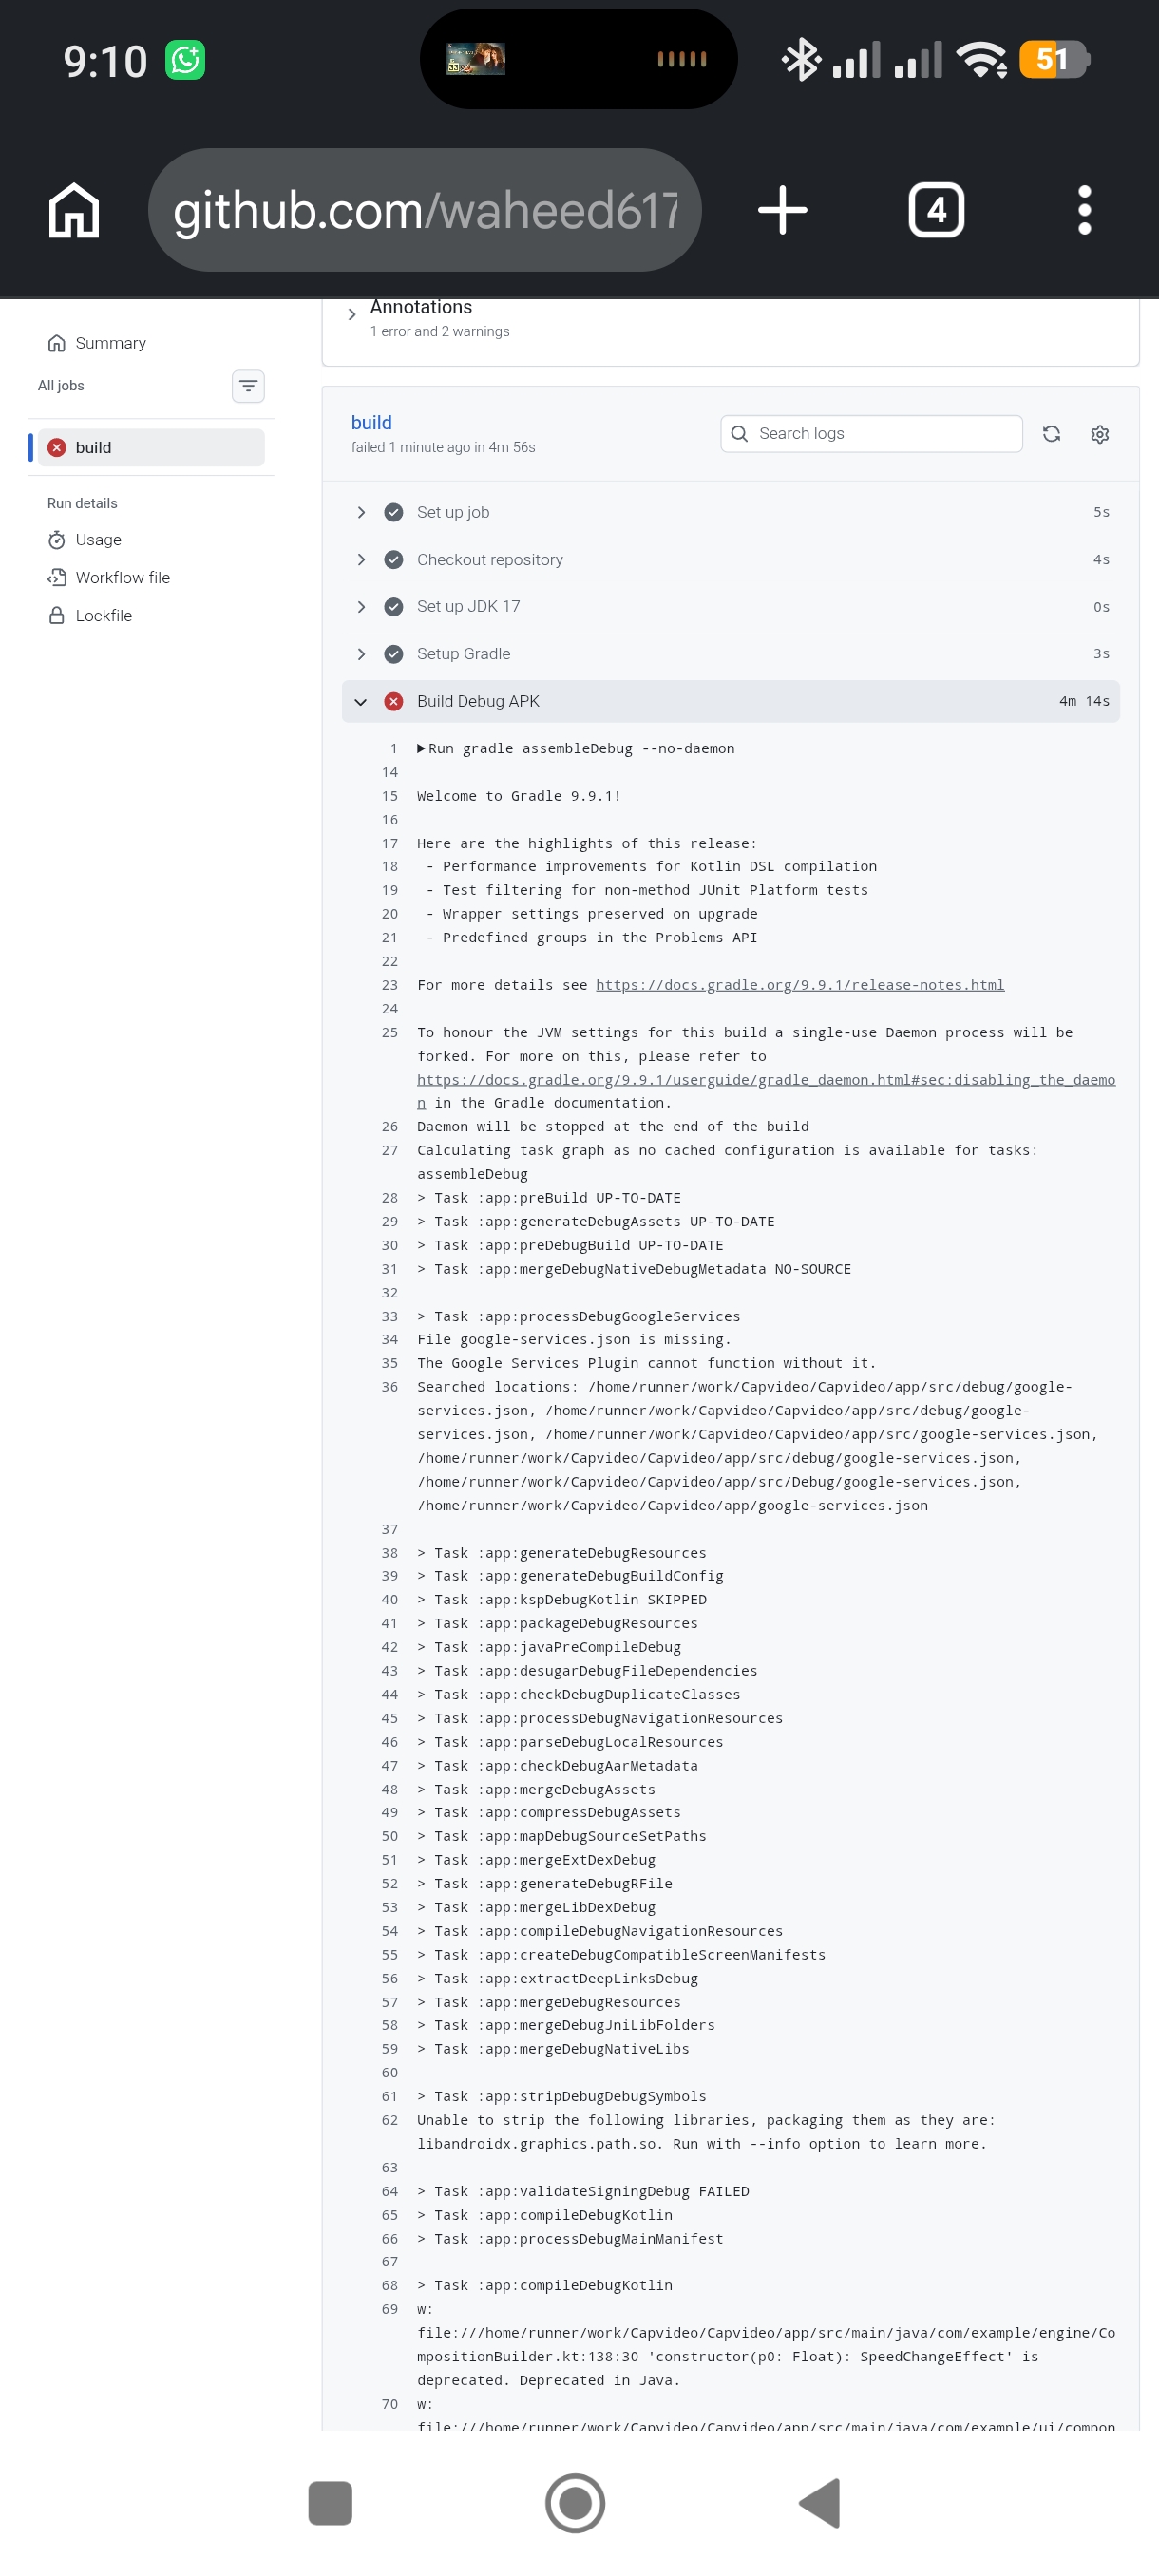 9:10
51
github.com/waheed617
4
Annotations
1 error and 2 warnings
Summary
All jobs
build
Run details
Usage
Workflow file
Lockfile
build
failed 1 minute ago in 4m 56s
Search logs
Set up job 5s
Checkout repository 4s
Set up JDK 17 0s
Setup Gradle 3s
Build Debug APK 4m 14s
1 Run gradle assembleDebug --no-daemon
14
15 Welcome to Gradle 9.9.1!
16
17 Here are the highlights of this release:
18 - Performance improvements for Kotlin DSL compilation
19 - Test filtering for non-method JUnit Platform tests
20 - Wrapper settings preserved on upgrade
21 - Predefined groups in the Problems API
22
23 For more details see https://docs.gradle.org/9.9.1/release-notes.html
24
25 To honour the JVM settings for this build a single-use Daemon process will be
forked. For more on this, please refer to
https://docs.gradle.org/9.9.1/userguide/gradle_daemon.html#sec:disabling_the_daemo
n in the Gradle documentation.
26 Daemon will be stopped at the end of the build
27 Calculating task graph as no cached configuration is available for tasks:
assembleDebug
28 > Task :app:preBuild UP-TO-DATE
29 > Task :app:generateDebugAssets UP-TO-DATE
30 > Task :app:preDebugBuild UP-TO-DATE
31 > Task :app:mergeDebugNativeDebugMetadata NO-SOURCE
32
33 > Task :app:processDebugGoogleServices
34 File google-services.json is missing.
35 The Google Services Plugin cannot function without it.
36 Searched locations: /home/runner/work/Capvideo/Capvideo/app/src/debug/google-
services.json, /home/runner/work/Capvideo/Capvideo/app/src/debug/google-
services.json, /home/runner/work/Capvideo/Capvideo/app/src/google-services.json,
/home/runner/work/Capvideo/Capvideo/app/src/debug/google-services.json,
/home/runner/work/Capvideo/Capvideo/app/src/Debug/google-services.json,
/home/runner/work/Capvideo/Capvideo/app/google-services.json
37
38 > Task :app:generateDebugResources
39 > Task :app:generateDebugBuildConfig
40 > Task :app:kspDebugKotlin SKIPPED
41 > Task :app:packageDebugResources
42 > Task :app:javaPreCompileDebug
43 > Task :app:desugarDebugFileDependencies
44 > Task :app:checkDebugDuplicateClasses
45 > Task :app:processDebugNavigationResources
46 > Task :app:parseDebugLocalResources
47 > Task :app:checkDebugAarMetadata
48 > Task :app:mergeDebugAssets
49 > Task :app:compressDebugAssets
50 > Task :app:mapDebugSourceSetPaths
51 > Task :app:mergeExtDexDebug
52 > Task :app:generateDebugRFile
53 > Task :app:mergeLibDexDebug
54 > Task :app:compileDebugNavigationResources
55 > Task :app:createDebugCompatibleScreenManifests
56 > Task :app:extractDeepLinksDebug
57 > Task :app:mergeDebugResources
58 > Task :app:mergeDebugJniLibFolders
59 > Task :app:mergeDebugNativeLibs
60
61 > Task :app:stripDebugDebugSymbols
62 Unable to strip the following libraries, packaging them as they are:
libandroidx.graphics.path.so. Run with --info option to learn more.
63
64 > Task :app:validateSigningDebug FAILED
65 > Task :app:compileDebugKotlin
66 > Task :app:processDebugMainManifest
67
68 > Task :app:compileDebugKotlin
69 w:
file:///home/runner/work/Capvideo/Capvideo/app/src/main/java/com/example/engine/Co
mpositionBuilder.kt:138:30 'constructor(p0: Float): SpeedChangeEffect' is
deprecated. Deprecated in Java.
70 w:
file:///home/runner/work/Capvideo/Capvideo/app/src/main/java/com/example/ui/compon